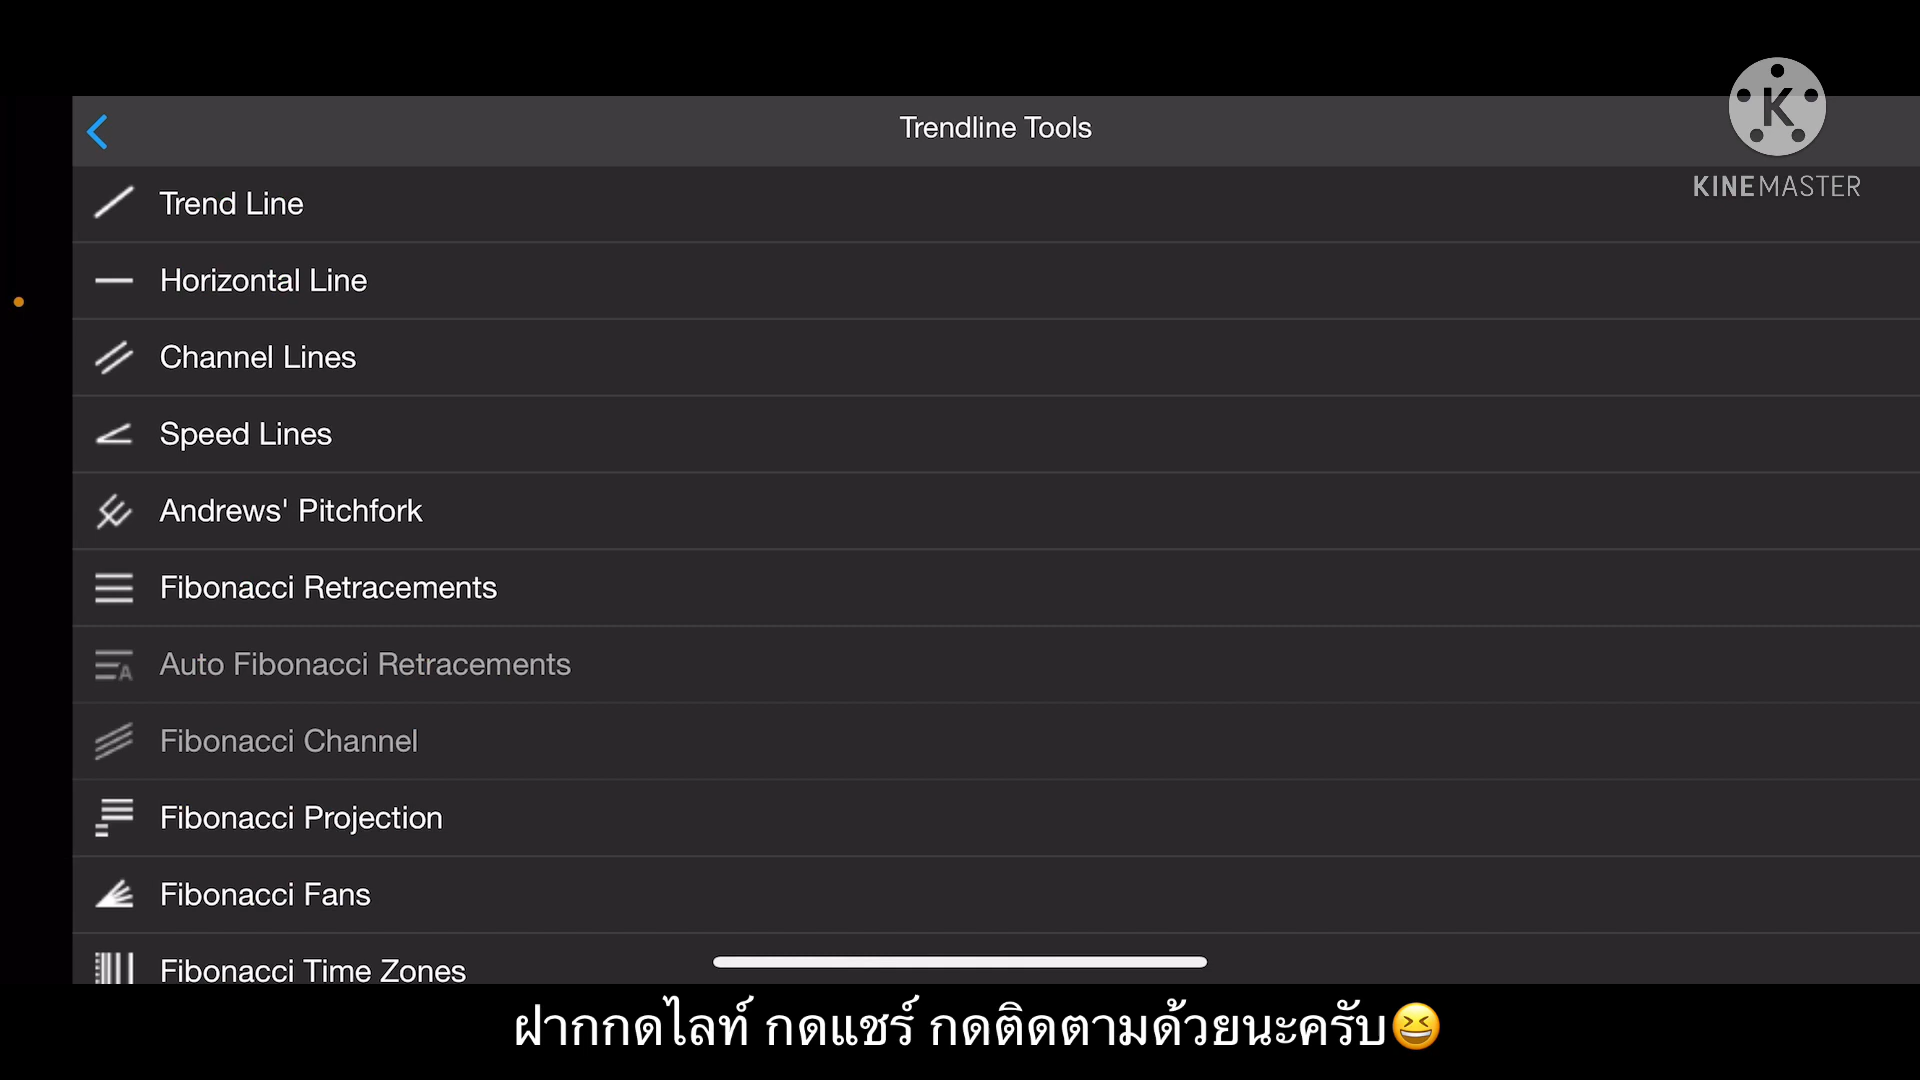 Trendline Tools
K
KINEMASTER
Trend Line
Horizontal Line
Channel Lines
Speed Lines
Andrews' Pitchfork
Fibonacci Retracements
A
Auto Fibonacci Retracements
Fibonacci Channel
Fibonacci Projection
Fibonacci Fans
Fibonacci Time Zones
ฝากกดไลท์ กดแชร์ กดติดตามด้วยนะครับ😆